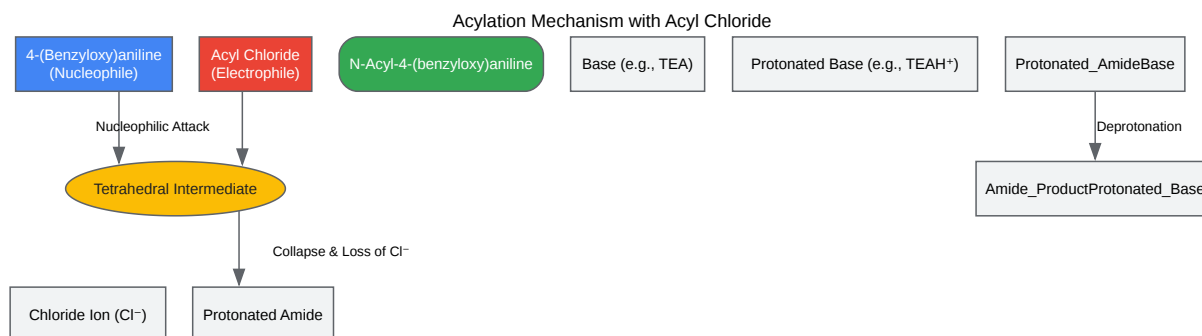 Acylation Mechanism with Acyl Chloride
4-(Benzyloxy)aniline
(Nucleophile)
Acyl Chloride
(Electrophile)
N-Acyl-4-(benzyloxy)aniline
Base (e.g., TEA)
Protonated Base (e.g., TEAH⁺)
Protonated_AmideBase
Nucleophilic Attack
Deprotonation
Tetrahedral Intermediate
Amide_ProductProtonated_Base
Collapse & Loss of Cl⁻
Chloride Ion (Cl⁻)
Protonated Amide